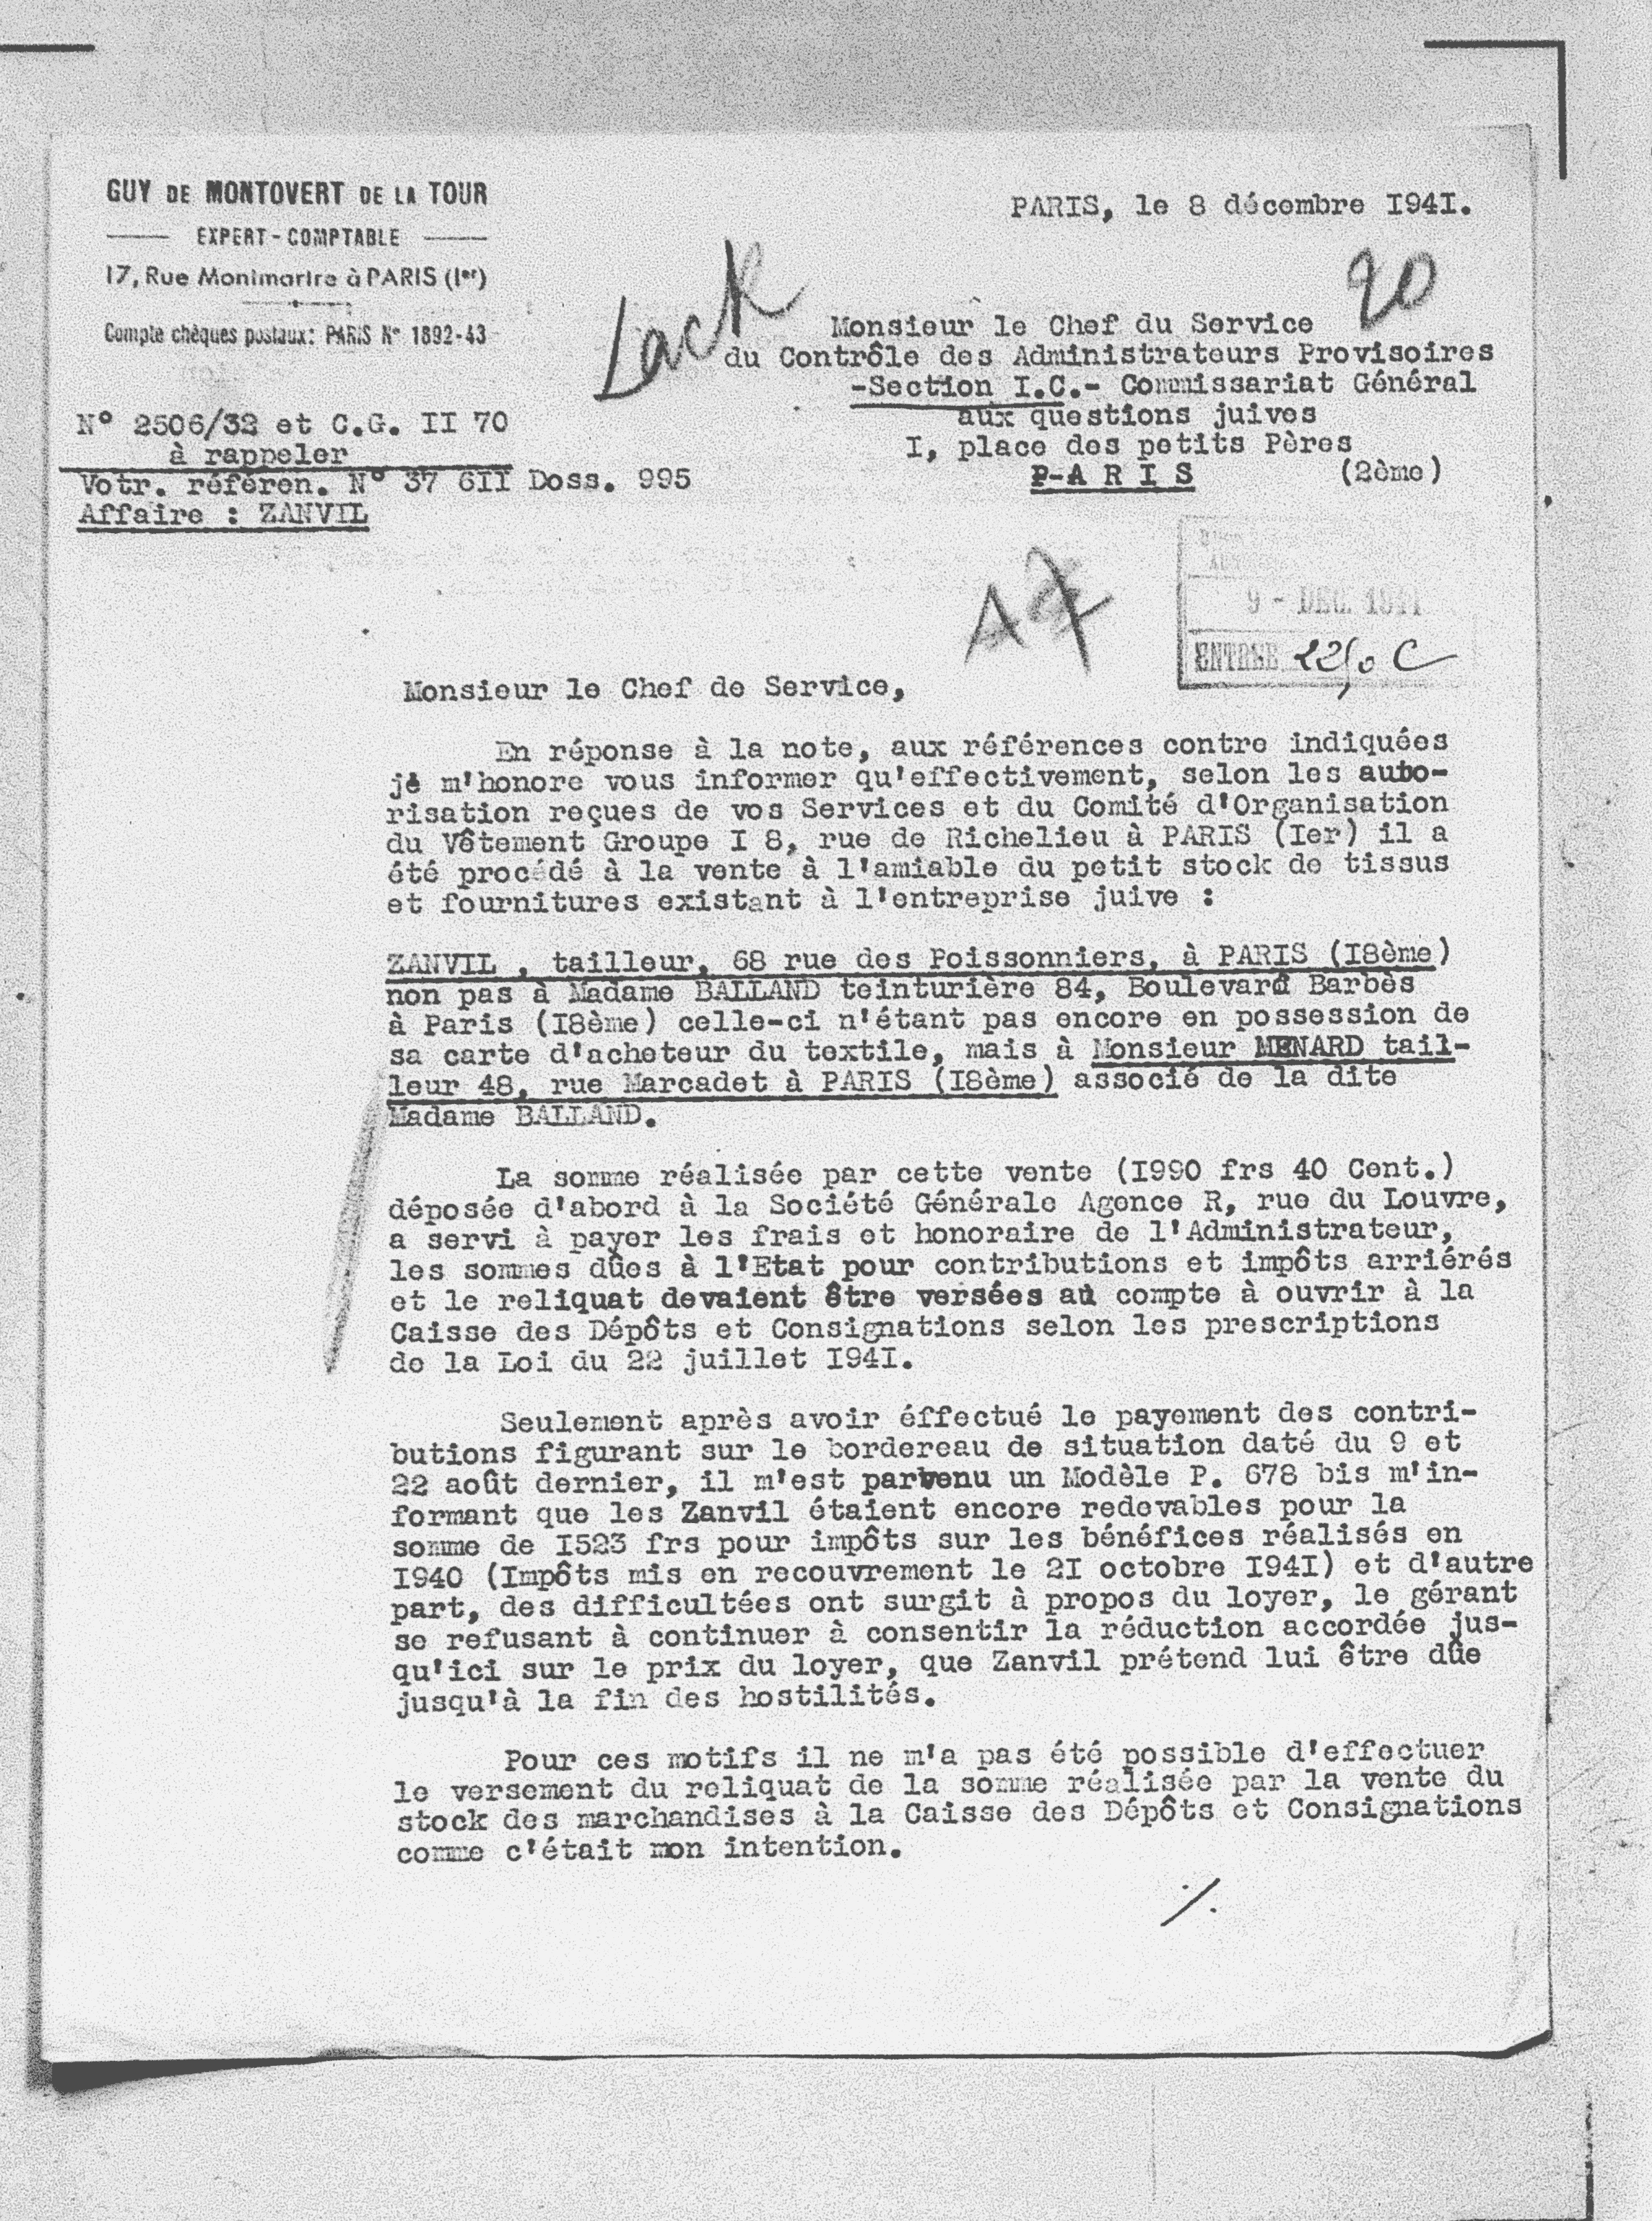 GUY DE MONTOVERT DE LA TOUR
EXPERT-COMPTABLE
17, Rue Montmartre à PARIS (Ier)
Compte chèques postaux: PARIS No 1892-43
PARIS, le 8 décembre I94I.
Lack
20
Monsieur le Chef du Service
du Contrôle des Administrateurs Provisoires
-Section I.C.- Commissariat Général
aux questions juives
I, place des petits Pères
P-A R I S (2ème)
N° 2506/32 et C.G. II 70
à rappeler
Votr. référen. N° 37 6II Doss. 995
Affaire : ZANVIL
9 - DEC. 1941
ENTREE
Monsieur le Chef de Service,
En réponse à la note, aux références contre indiquées
je m'honore vous informer qu'effectivement, selon les auto-
risation reçues de vos Services et du Comité d'Organisation
du Vêtement Groupe I 8, rue de Richelieu à PARIS (Ier) il a
été procédé à la vente à l'amiable du petit stock de tissus
et fournitures existant à l'entreprise juive :
ZANVIL , tailleur, 68 rue des Poissonniers, à PARIS (I8ème)
non pas à Madame BALLAND teinturière 84, Boulevard Barbès
à Paris (I8ème) celle-ci n'étant pas encore en possession de
sa carte d'acheteur du textile, mais à Monsieur MENARD tail-
leur 48, rue Marcadet à PARIS (I8ème) associé de la dite
Madame BALLAND.
La somme réalisée par cette vente (I990 frs 40 Cent.)
déposée d'abord à la Société Générale Agence R, rue du Louvre,
a servi à payer les frais et honoraire de l'Administrateur,
les sommes dûes à l'Etat pour contributions et impôts arriérés
et le reliquat devaient être versées au compte à ouvrir à la
Caisse des Dépôts et Consignations selon les prescriptions
de la Loi du 22 juillet I94I.
Seulement après avoir éffectué le payement des contri-
butions figurant sur le bordereau de situation daté du 9 et
22 août dernier, il m'est parvenu un Modèle P. 678 bis m'in-
formant que les Zanvil étaient encore redevables pour la
somme de I523 frs pour impôts sur les bénéfices réalisés en
I940 (Impôts mis en recouvrement le 2I octobre I94I) et d'autre
part, des difficultées ont surgit à propos du loyer, le gérant
se refusant à continuer à consentir la réduction accordée jus-
qu'ici sur le prix du loyer, que Zanvil prétend lui être dûe
jusqu'à la fin des hostilités.
Pour ces motifs il ne m'a pas été possible d'effectuer
le versement du reliquat de la somme réalisée par la vente du
stock des marchandises à la Caisse des Dépôts et Consignations
comme c'était mon intention.
./.